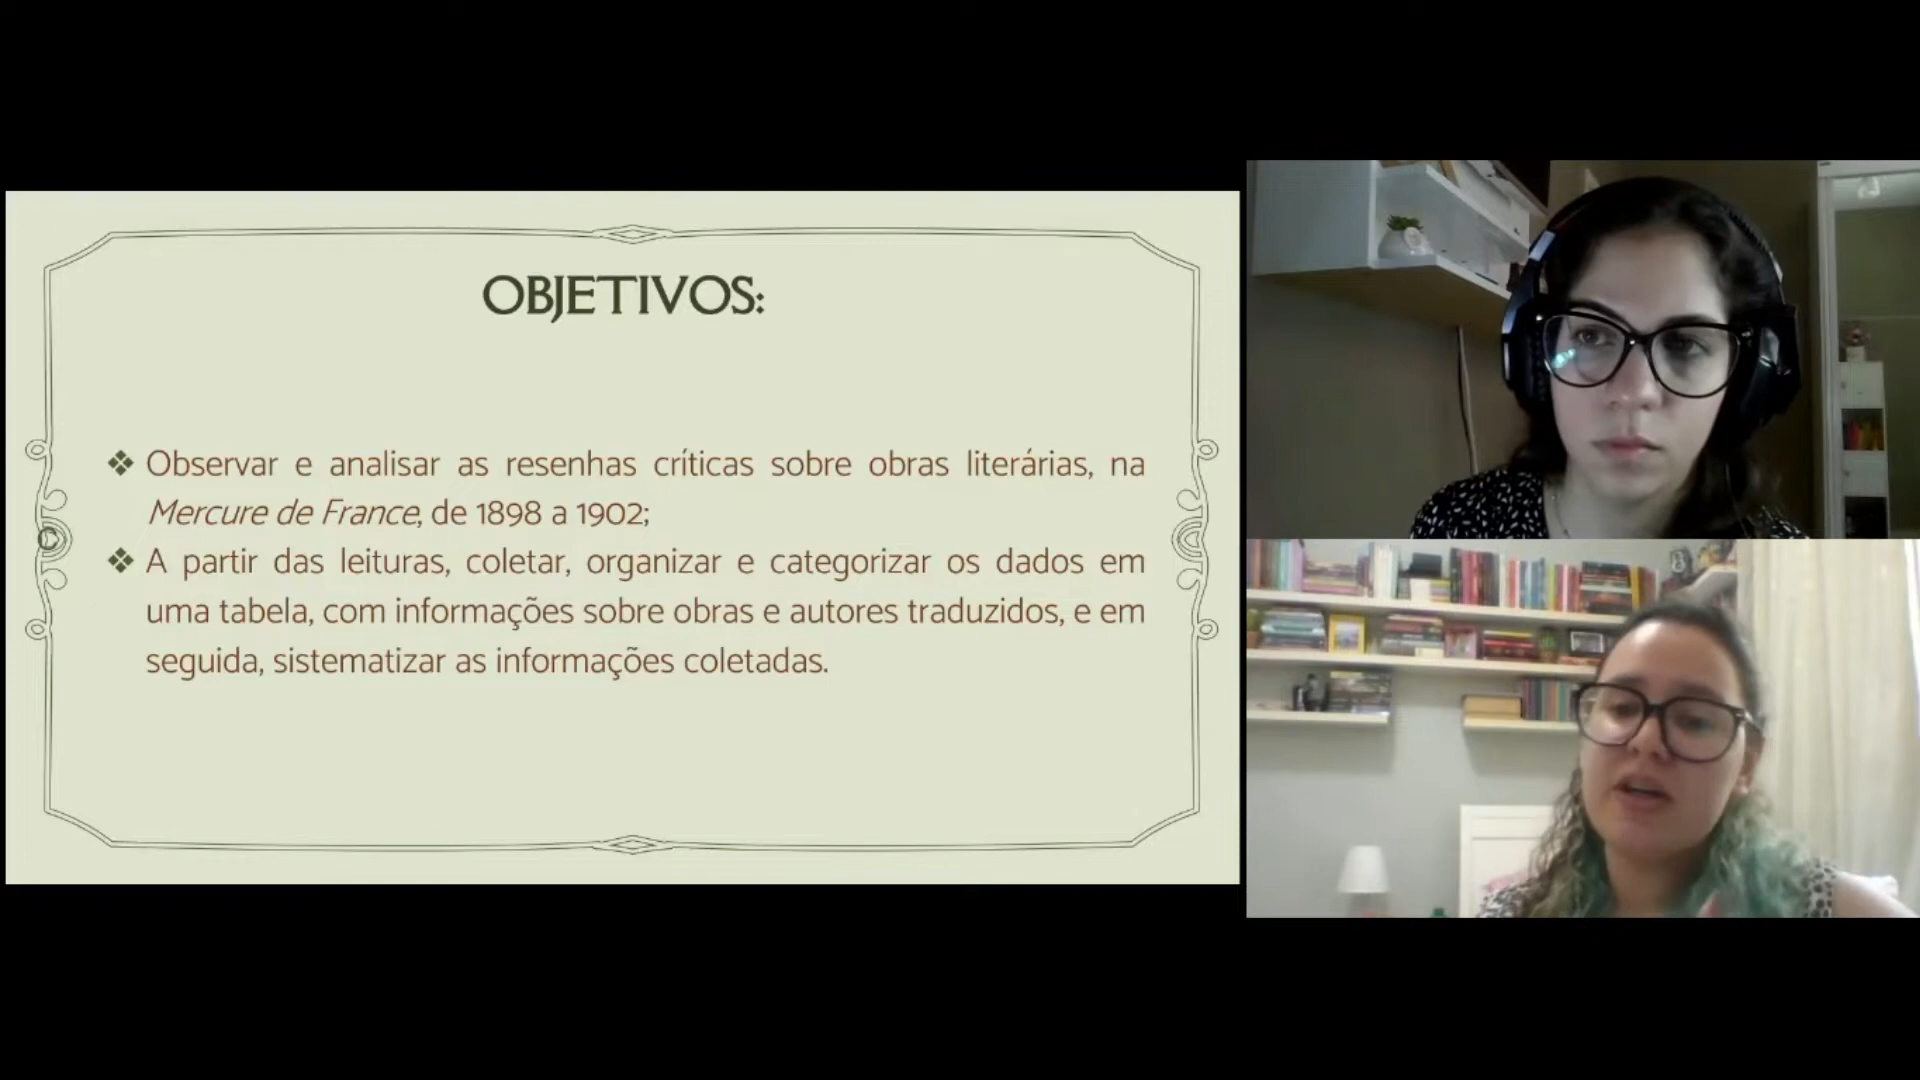 OBJETIVOS:
❖ Observar e analisar as resenhas críticas sobre obras literárias, na
Mercure de France, de 1898 a 1902;
❖ A partir das leituras, coletar, organizar e categorizar os dados em
uma tabela, com informações sobre obras e autores traduzidos, e em
seguida, sistematizar as informações coletadas.